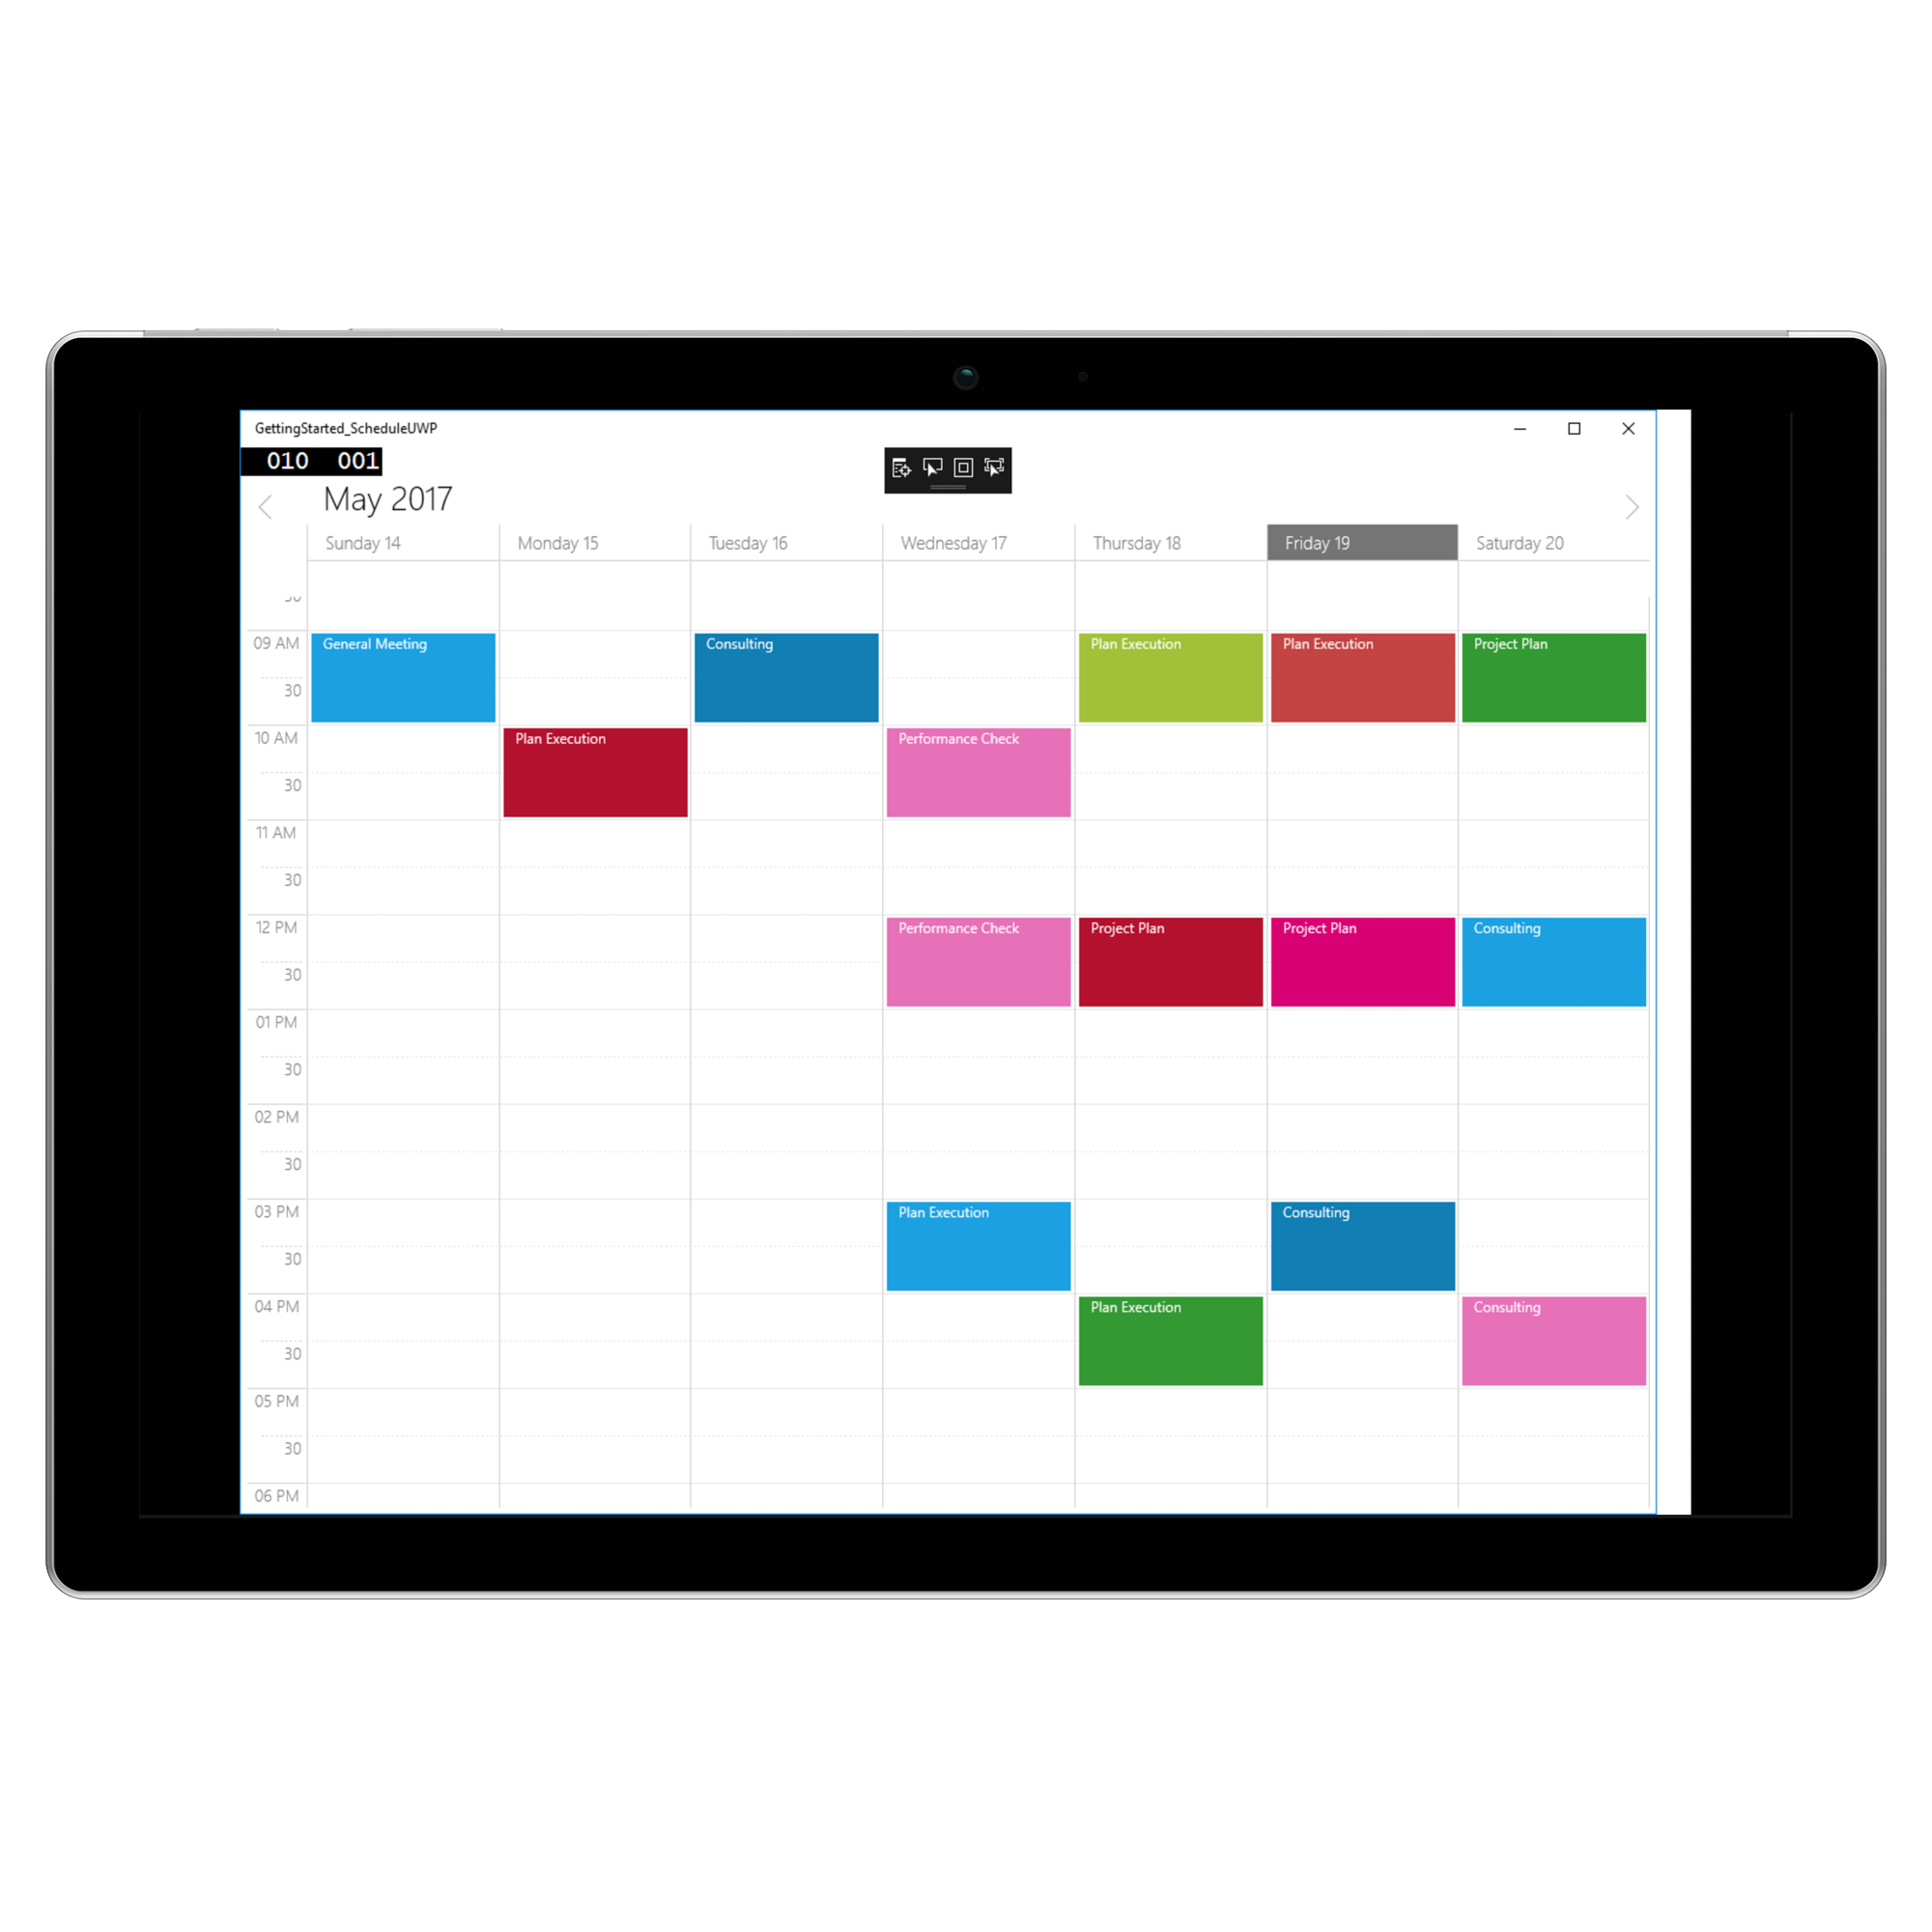 GettingStarted_ScheduleUWP
010 001
May 2017
Sunday 14 Monday 15 Tuesday 16 Wednesday 17 Thursday 18 Friday 19 Saturday 20
09 AM General Meeting Consulting Plan Execution Plan Execution Project Plan
30
10 AM Plan Execution Performance Check
30
11 AM
30
12 PM Performance Check Project Plan Project Plan Consulting
30
01 PM
30
02 PM
30
03 PM Plan Execution Consulting
30
04 PM Plan Execution Consulting
30
05 PM
30
06 PM